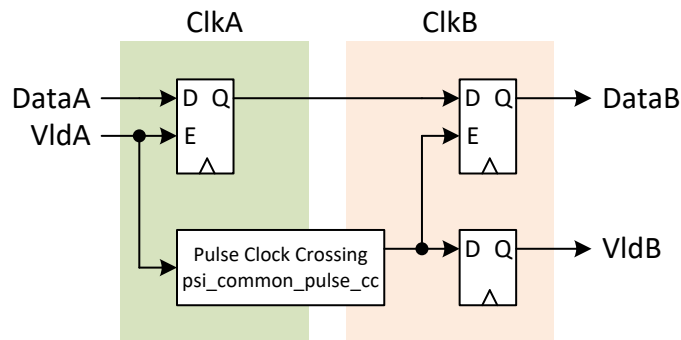 ClkA ClkB
DataA D Q D Q DataB
VldA E E
Pulse Clock Crossing D Q VldB
psi_common_pulse_cc